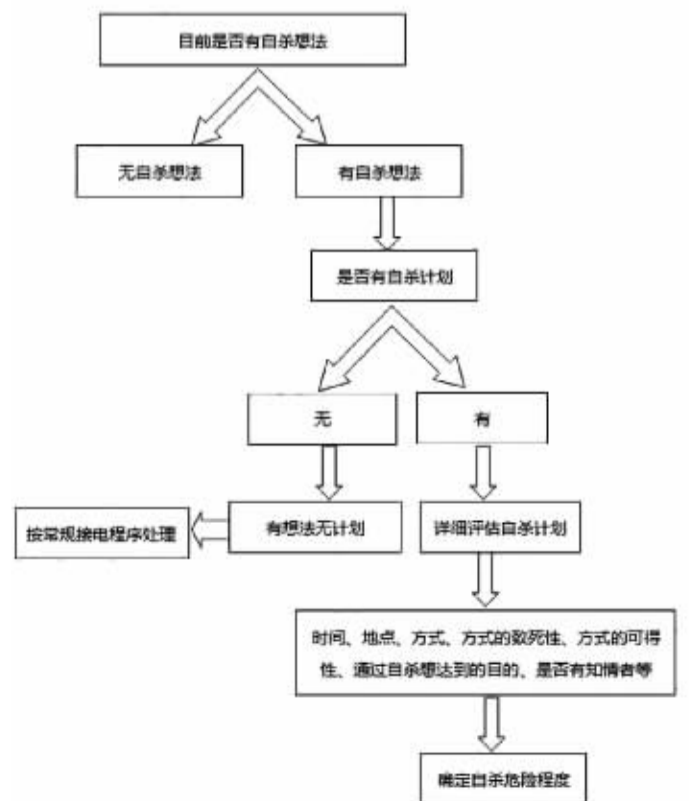 目前是否有自杀想法
无自杀想法
有自杀想法
是否有自杀计划
无
有
按常规接电程序处理
有想法无计划
详细评估自杀计划
时间、地点、方式、方式的数死性、方式的可得
性、通过自杀想达到的目的、是否有知情者等
确定自杀危险程度